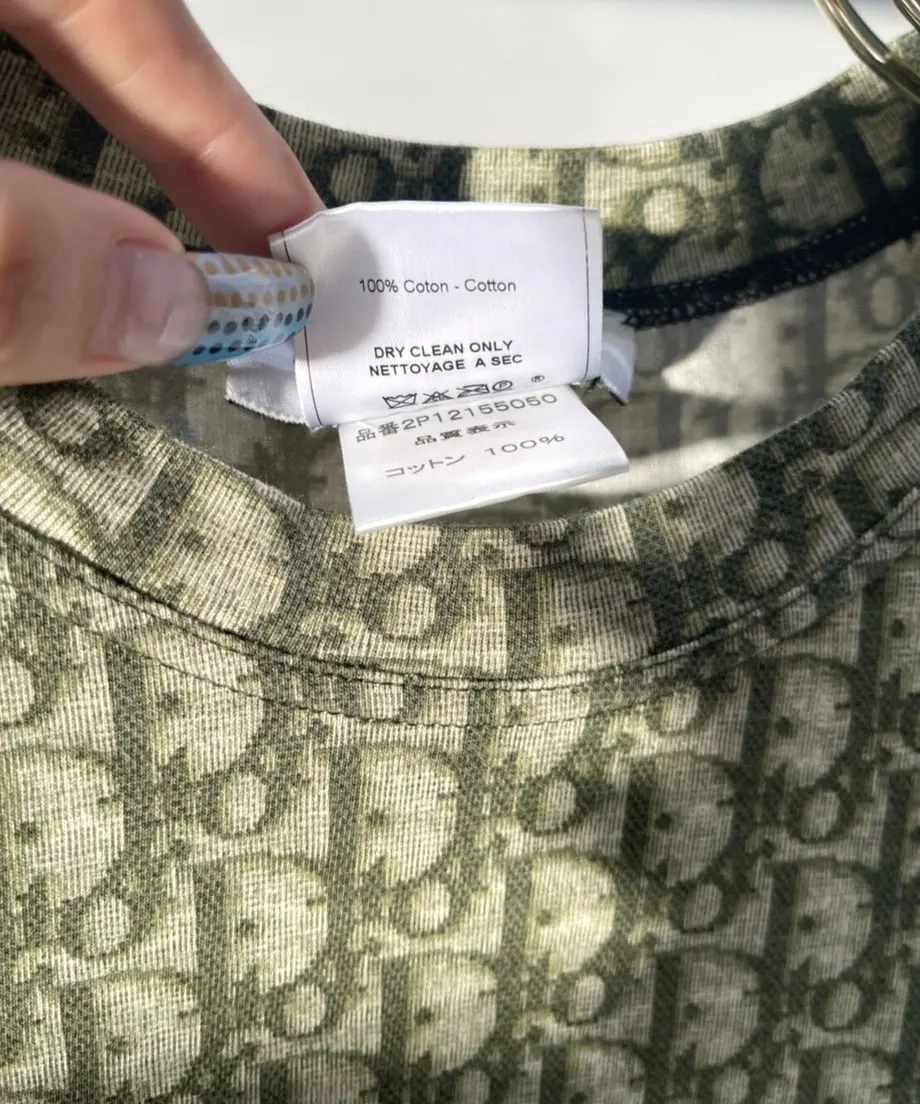 100% Coton - Cotton
DRY CLEAN ONLY
NETTOYAGE A SEC
品番2P12155050
品質表示
コットン 100%